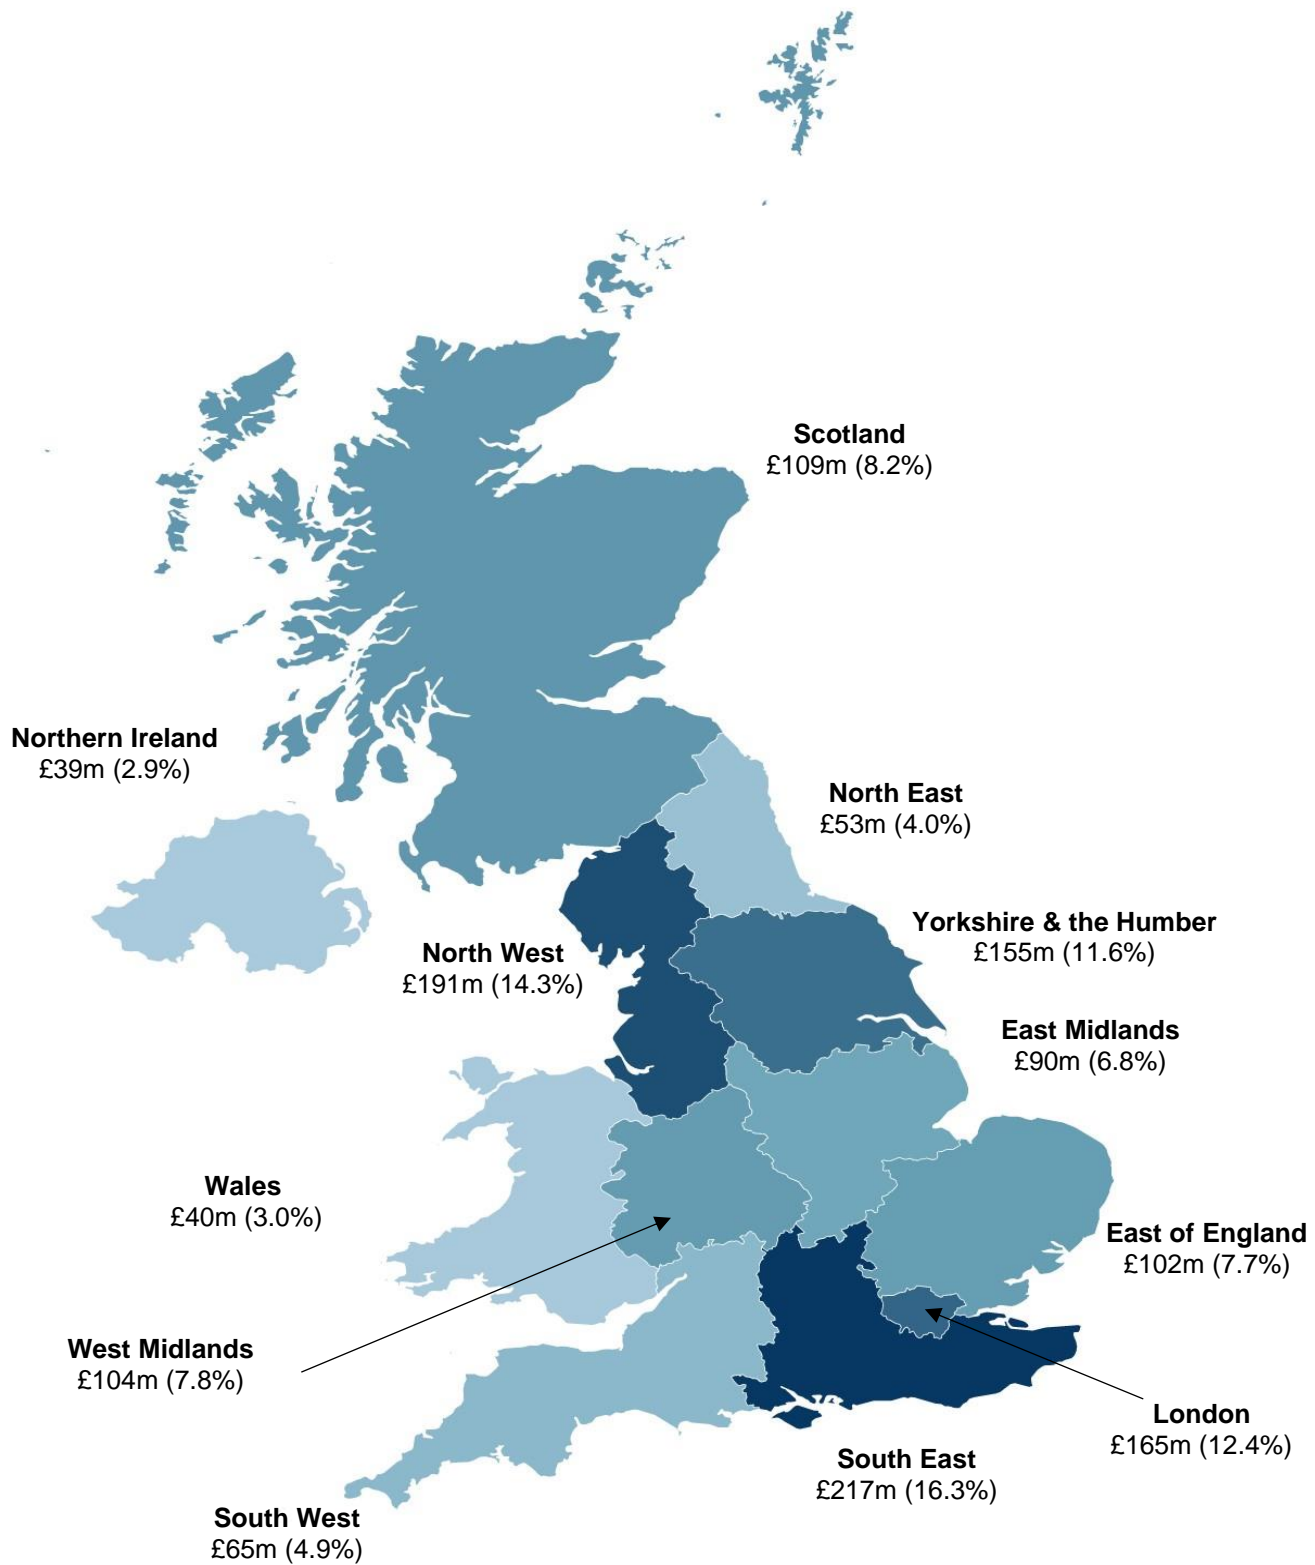 Scotland
£109m (8.2%)
Northern Ireland
£39m (2.9%)
North East
£53m (4.0%)
Yorkshire & the Humber
£155m (11.6%)
North West
£191m (14.3%)
East Midlands
£90m (6.8%)
Wales
£40m (3.0%)
East of England
£102m (7.7%)
West Midlands
£104m (7.8%)
London
£165m (12.4%)
South East
£217m (16.3%)
South West
£65m (4.9%)